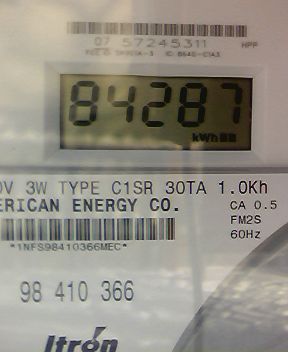 07 57245311 HPP
84287
kWh
0V 3W TYPE C1SR 30TA 1.0Kh
ERICAN ENERGY CO. CA 0.5
FM2S
*1NFS98410366MEC* 60Hz
98 410 366
Itron